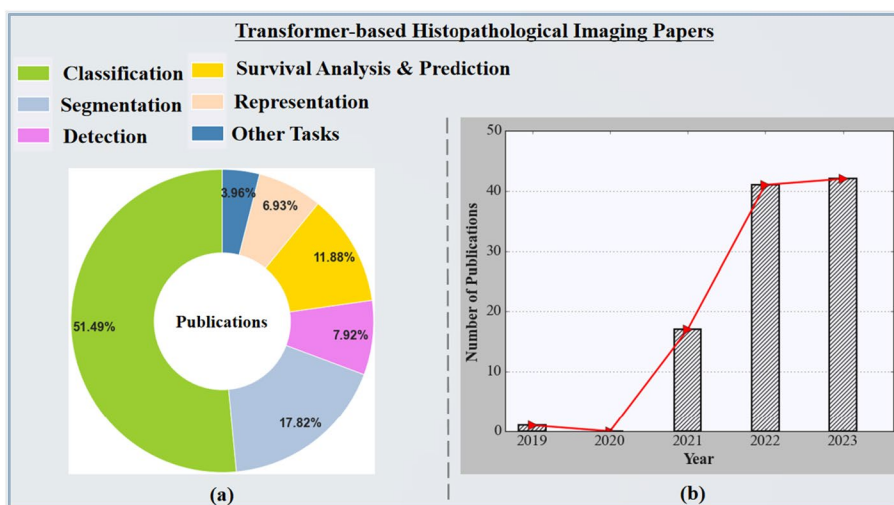 Transformer-based Histopathological Imaging Papers
Classification
Survival Analysis & Prediction
Segmentation
Representation
Detection
Other Tasks
3.96%
6.93%
11.88%
7.92%
17.82%
51.49%
Publications
(a)
50
40
30
20
10
0
Number of Publications
2019 2020 2021 2022 2023
Year
(b)